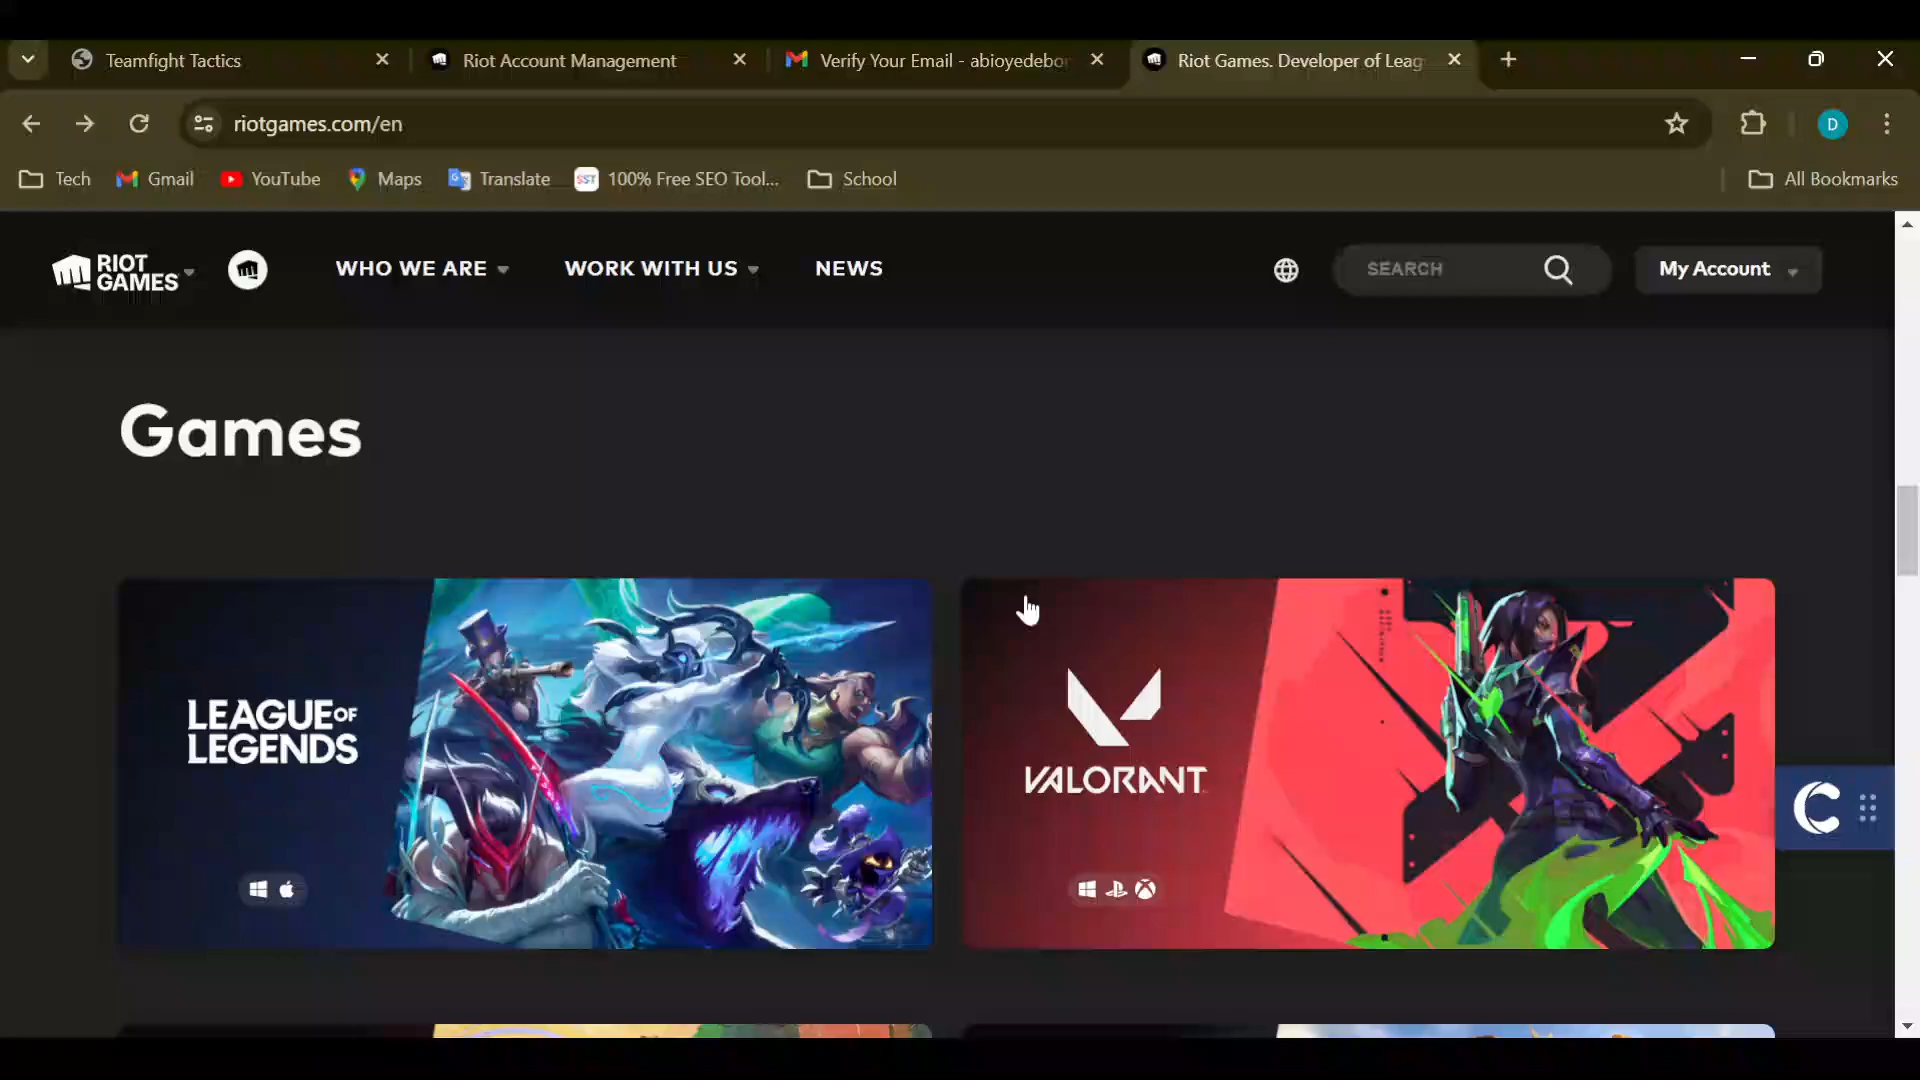 Teamfight Tactics
Riot Account Management
Verify Your Email - abioyedebor
Riot Games. Developer of Leag
riotgames.com/en
D
Tech
Gmail
YouTube
Maps
Translate
SST
100% Free SEO Tool...
School
All Bookmarks
RIOT
GAMES
WHO WE ARE
WORK WITH US
NEWS
SEARCH
My Account
Games
LEAGUE OF
LEGENDS
VALORANT